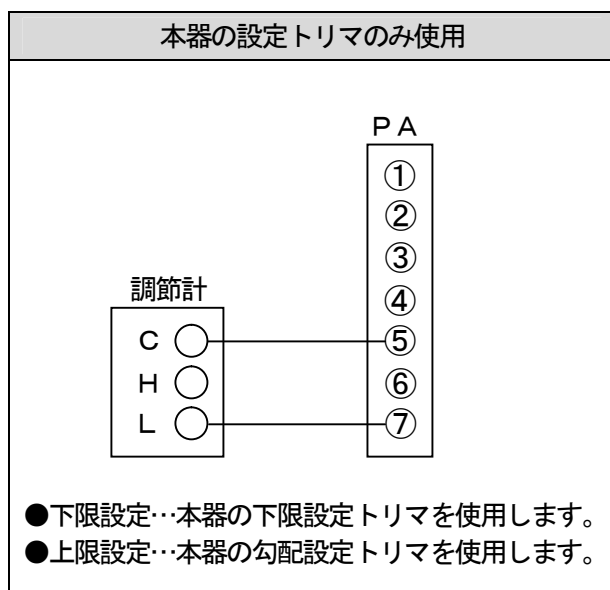 本器の設定トリマのみ使用
PA
①
②
③
④
調節計
C ⑤
H ⑥
L ⑦
●下限設定…本器の下限設定トリマを使用します。
●上限設定…本器の勾配設定トリマを使用します。